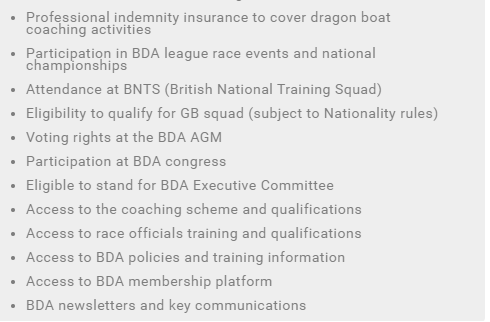 • Professional indemnity insurance to cover dragon boat
coaching activities
• Participation in BDA league race events and national
championships
• Attendance at BNTS (British National Training Squad)
• Eligibility to qualify for GB squad (subject to Nationality rules)
• Voting rights at the BDA AGM
• Participation at BDA congress
• Eligible to stand for BDA Executive Committee
• Access to the coaching scheme and qualifications
• Access to race officials training and qualifications
• Access to BDA policies and training information
• Access to BDA membership platform
• BDA newsletters and key communications